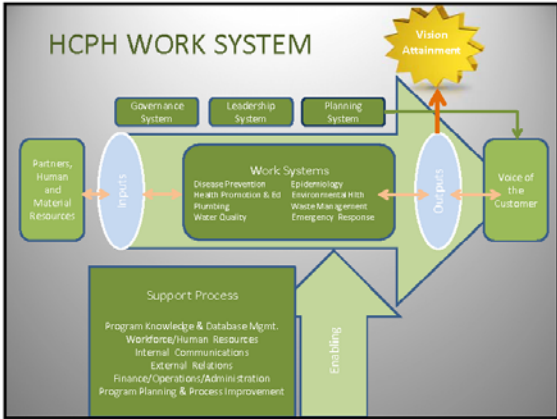 HCPH WORK SYSTEM
Vision
Attainment
Governance
System
Leadership
System
Planning
System
Partners,
Human
and
Material
Resources
Inputs
Work Systems
Disease Prevention Epidemiology
Health Promotion & Ed Environmental Hlth
Plumbing Waste Management
Water Quality Emergency Response
Outputs
Voice of
the
Customer
Support Process
Program Knowledge & Database Mgmt.
Workforce/Human Resources
Internal Communications
External Relations
Finance/Operations/Administration
Program Planning & Process Improvement
Enabling